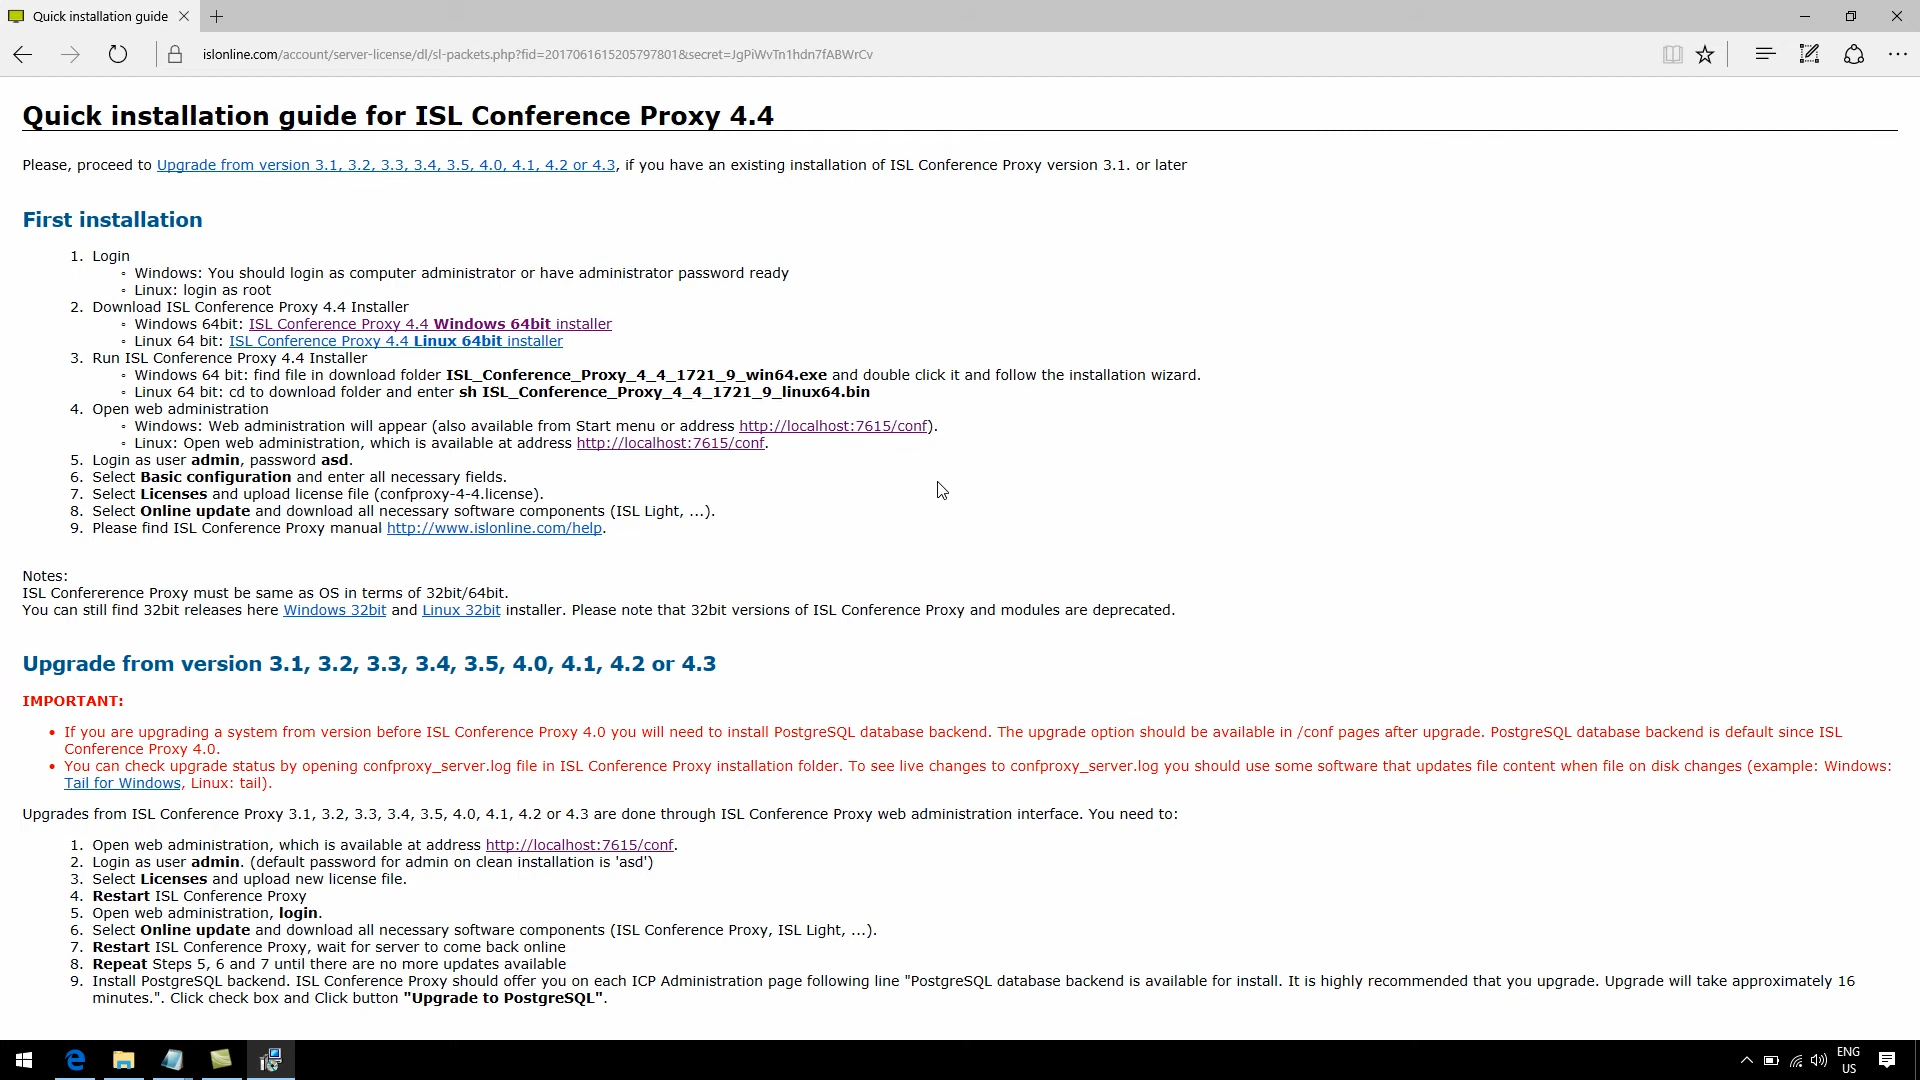 Quick installation guide
islonline.com/account/server-license/dl/sl-packets.php?fid=2017061615205797801&secret=JgPiWvTn1hdn7fABWrCv
Quick installation guide for ISL Conference Proxy 4.4
Please, proceed to Upgrade from version 3.1, 3.2, 3.3, 3.4, 3.5, 4.0, 4.1, 4.2 or 4.3, if you have an existing installation of ISL Conference Proxy version 3.1. or later
First installation
1. Login
◦ Windows: You should login as computer administrator or have administrator password ready
◦ Linux: login as root
2. Download ISL Conference Proxy 4.4 Installer
◦ Windows 64bit: ISL Conference Proxy 4.4 Windows 64bit installer
◦ Linux 64 bit: ISL Conference Proxy 4.4 Linux 64bit installer
3. Run ISL Conference Proxy 4.4 Installer
◦ Windows 64 bit: find file in download folder ISL_Conference_Proxy_4_4_1721_9_win64.exe and double click it and follow the installation wizard.
◦ Linux 64 bit: cd to download folder and enter sh ISL_Conference_Proxy_4_4_1721_9_linux64.bin
4. Open web administration
◦ Windows: Web administration will appear (also available from Start menu or address http://localhost:7615/conf).
◦ Linux: Open web administration, which is available at address http://localhost:7615/conf.
5. Login as user admin, password asd.
6. Select Basic configuration and enter all necessary fields.
7. Select Licenses and upload license file (confproxy-4-4.license).
8. Select Online update and download all necessary software components (ISL Light, ...).
9. Please find ISL Conference Proxy manual http://www.islonline.com/help.
Notes:
ISL Confererence Proxy must be same as OS in terms of 32bit/64bit.
You can still find 32bit releases here Windows 32bit and Linux 32bit installer. Please note that 32bit versions of ISL Conference Proxy and modules are deprecated.
Upgrade from version 3.1, 3.2, 3.3, 3.4, 3.5, 4.0, 4.1, 4.2 or 4.3
IMPORTANT:
• If you are upgrading a system from version before ISL Conference Proxy 4.0 you will need to install PostgreSQL database backend. The upgrade option should be available in /conf pages after upgrade. PostgreSQL database backend is default since ISL
Conference Proxy 4.0.
• You can check upgrade status by opening confproxy_server.log file in ISL Conference Proxy installation folder. To see live changes to confproxy_server.log you should use some software that updates file content when file on disk changes (example: Windows:
Tail for Windows, Linux: tail).
Upgrades from ISL Conference Proxy 3.1, 3.2, 3.3, 3.4, 3.5, 4.0, 4.1, 4.2 or 4.3 are done through ISL Conference Proxy web administration interface. You need to:
1. Open web administration, which is available at address http://localhost:7615/conf.
2. Login as user admin. (default password for admin on clean installation is 'asd')
3. Select Licenses and upload new license file.
4. Restart ISL Conference Proxy
5. Open web administration, login.
6. Select Online update and download all necessary software components (ISL Conference Proxy, ISL Light, ...).
7. Restart ISL Conference Proxy, wait for server to come back online
8. Repeat Steps 5, 6 and 7 until there are no more updates available
9. Install PostgreSQL backend. ISL Conference Proxy should offer you on each ICP Administration page following line "PostgreSQL database backend is available for install. It is highly recommended that you upgrade. Upgrade will take approximately 16
minutes.". Click check box and Click button "Upgrade to PostgreSQL".
ENG
US